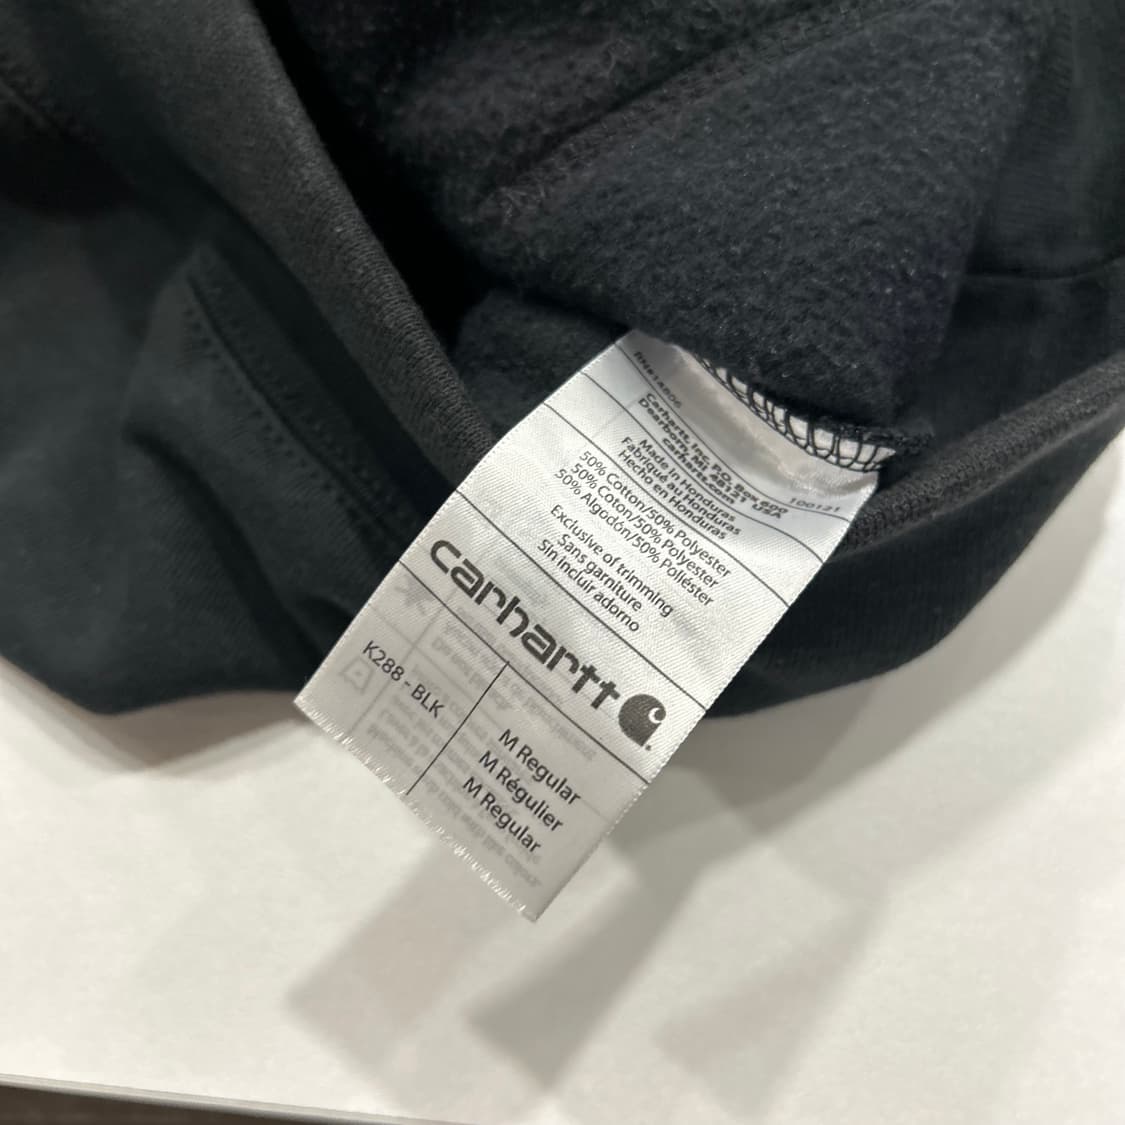 RN#14806
100121
Carhartt, Inc. P.O. Box 600
Dearborn, MI 48121 USA
carhartt.com
Made in Honduras
Fabriqué au Honduras
Hecho en Honduras
50% Cotton/50% Polyester
50% Coton/50% Polyester
50% Algodón/50% Poliéster
Exclusive of trimming
Sans garniture
Sin incluir adorno
carhartt
K288 - BLK
M Regular
M Régulier
M Regular